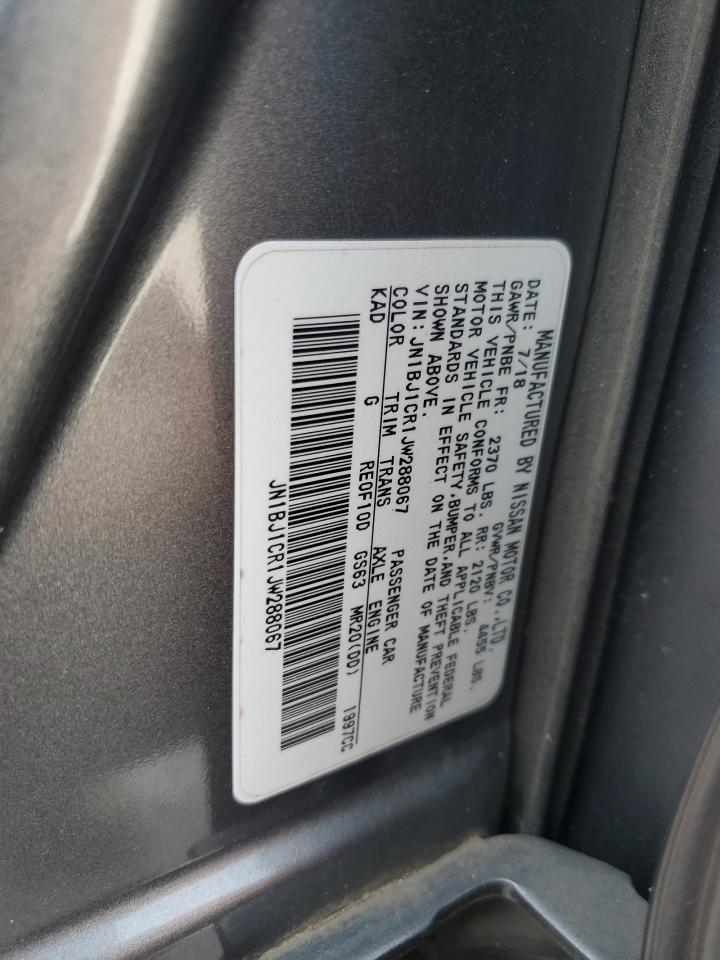 MANUFACTURED BY NISSAN MOTOR CO.,LTD.
DATE: 7/18 GVWR/PNBV: 4455 LBS.
GAWR/PNBE FR: 2370 LBS. RR: 2120 LBS.
THIS VEHICLE CONFORMS TO ALL APPLICABLE FEDERAL
MOTOR VEHICLE SAFETY,BUMPER,AND THEFT PREVENTION
STANDARDS IN EFFECT ON THE DATE OF MANUFACTURE
SHOWN ABOVE.
VIN:JN1BJ1CR1JW288067 PASSENGER CAR
COLOR TRIM TRANS AXLE ENGINE
KAD G RE0F10D GS63 MR20(DD) 1997CC
JN1BJ1CR1JW288067